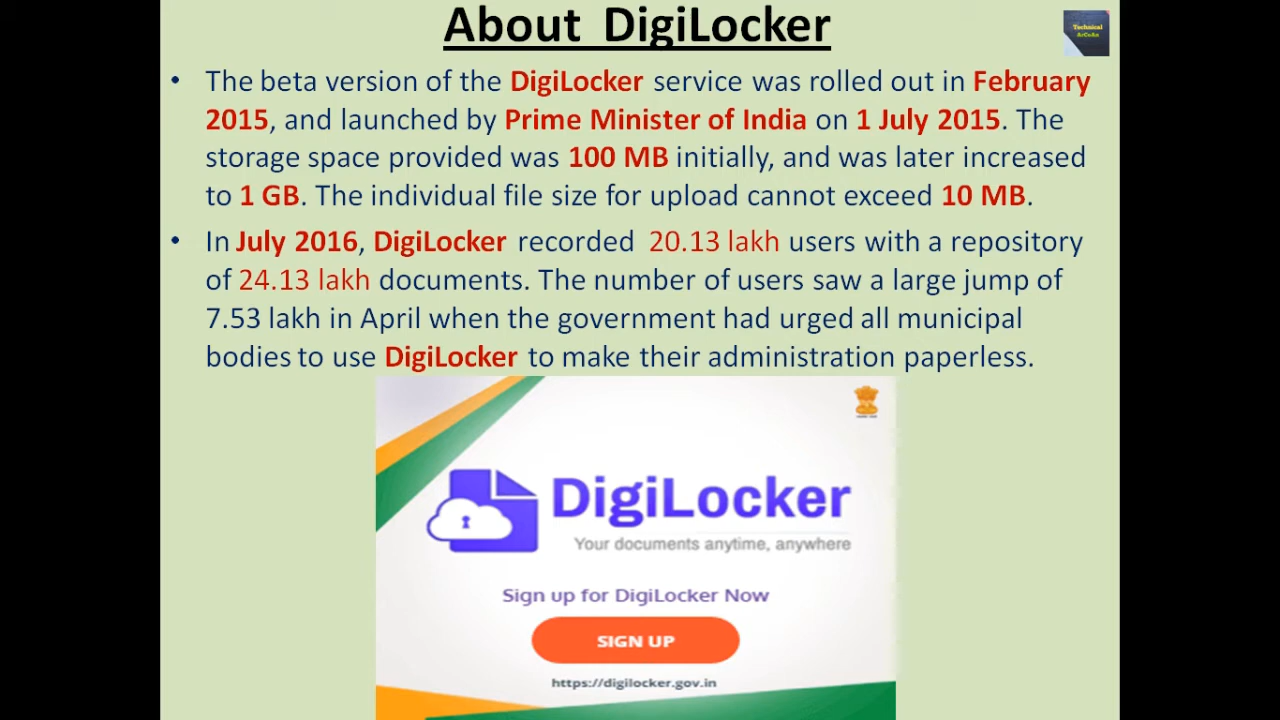 About DigiLocker
Technical
ArCeAn
• The beta version of the DigiLocker service was rolled out in February
2015, and launched by Prime Minister of India on 1 July 2015. The
storage space provided was 100 MB initially, and was later increased
to 1 GB. The individual file size for upload cannot exceed 10 MB.
• In July 2016, DigiLocker recorded 20.13 lakh users with a repository
of 24.13 lakh documents. The number of users saw a large jump of
7.53 lakh in April when the government had urged all municipal
bodies to use DigiLocker to make their administration paperless.
DigiLocker
Your documents anytime, anywhere
Sign up for DigiLocker Now
SIGN UP
https://digilocker.gov.in